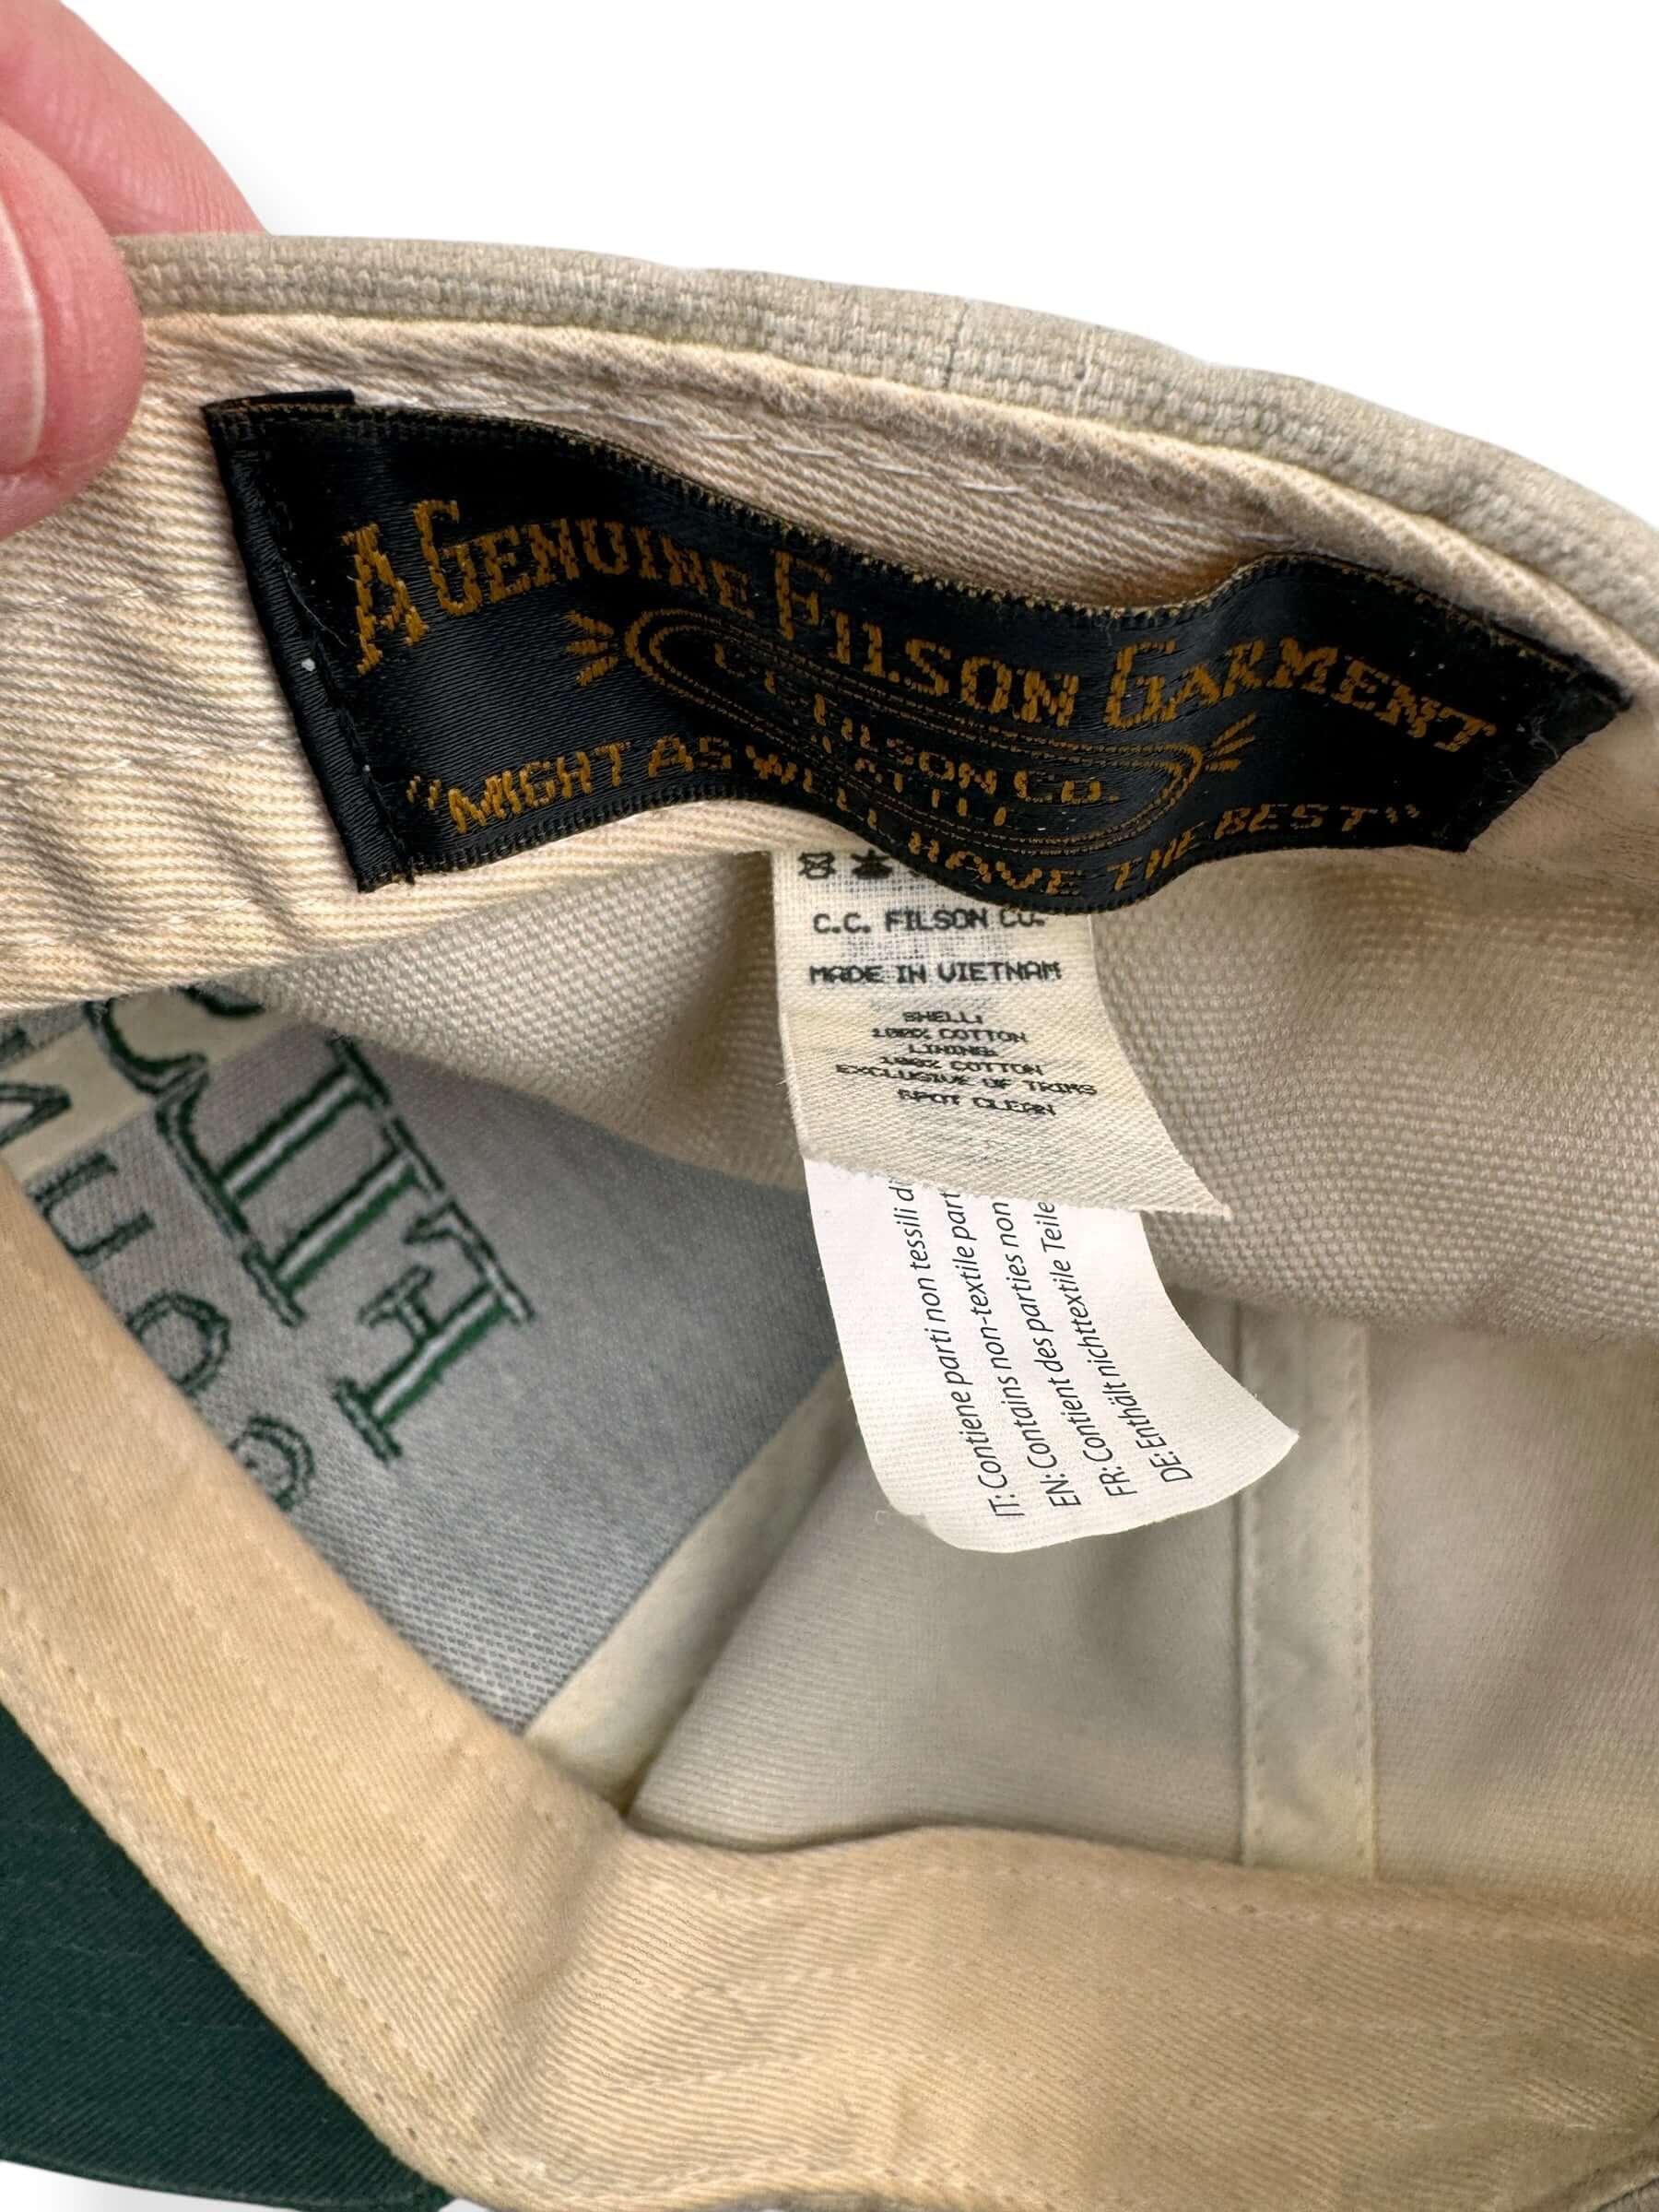 A GENUINE FILSON GARMENT
C.C. FILSON CO.
SEATTLE
"MIGHT AS WELL HAVE THE BEST"
C.C. FILSON CO.
MADE IN VIETNAM
SHELL:
100% COTTON
LINING:
100% COTTON
EXCLUSIVE OF TRIMS
SPOT CLEAN
IT: Contiene parti non tessili di
EN: Contains non-textile part
FR: Contient des parties non
DE: Enthält nichttextile Teile